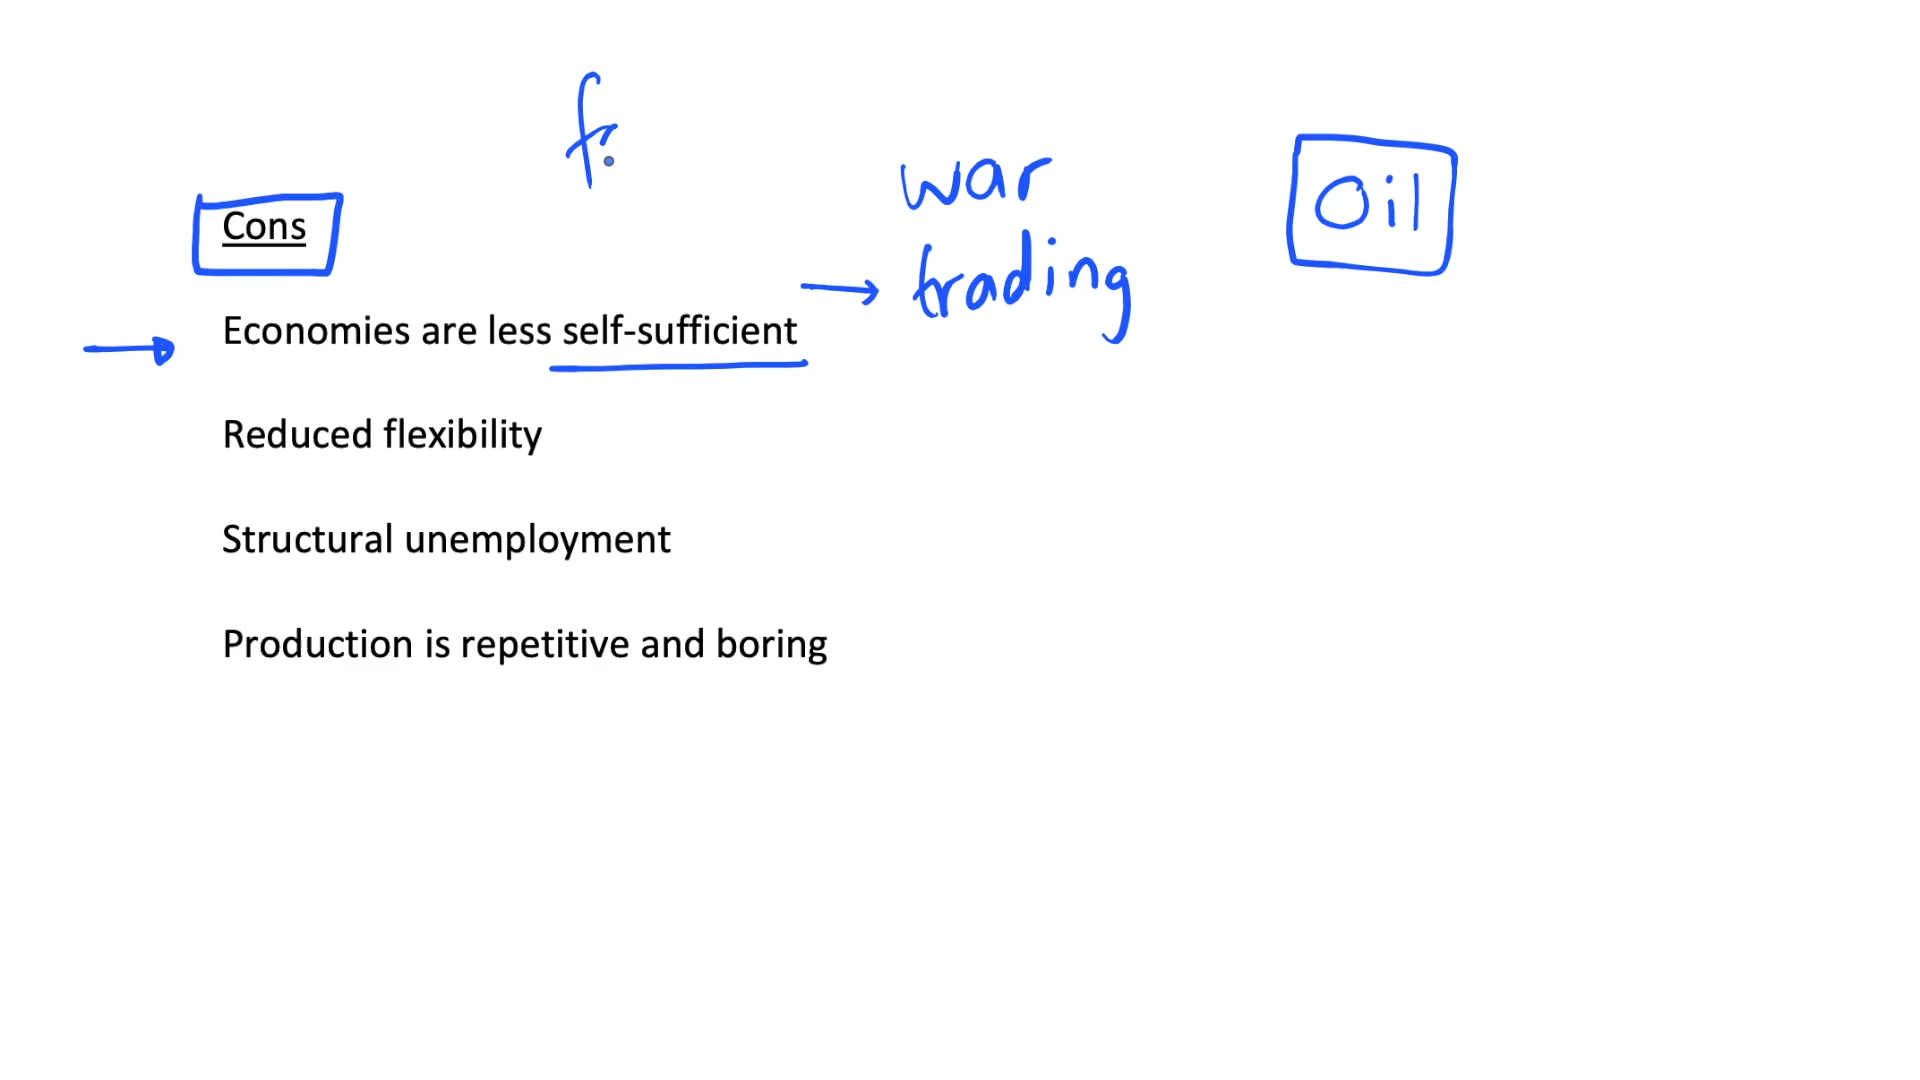 war
Oil
Cons
trading
Economies are less self-sufficient
Reduced flexibility
Structural unemployment
Production is repetitive and boring